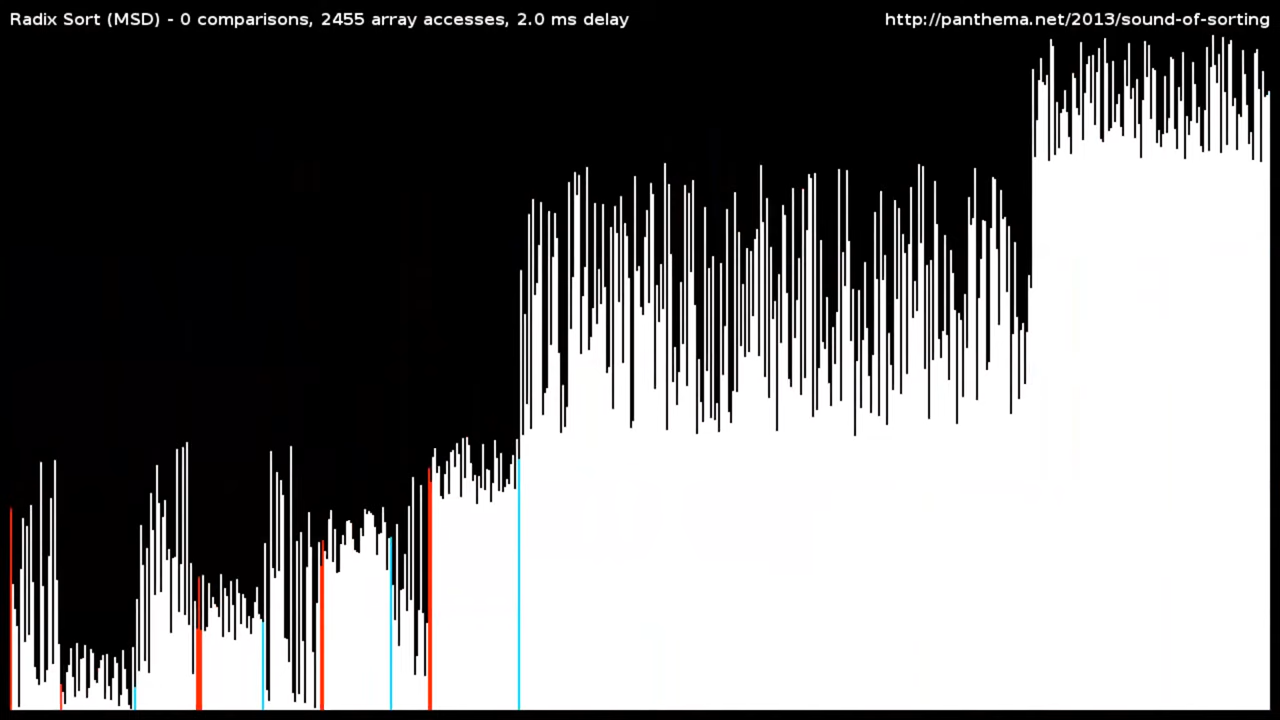 Radix Sort (MSD) - 0 comparisons, 2455 array accesses, 2.0 ms delay
http://panthema.net/2013/sound-of-sorting